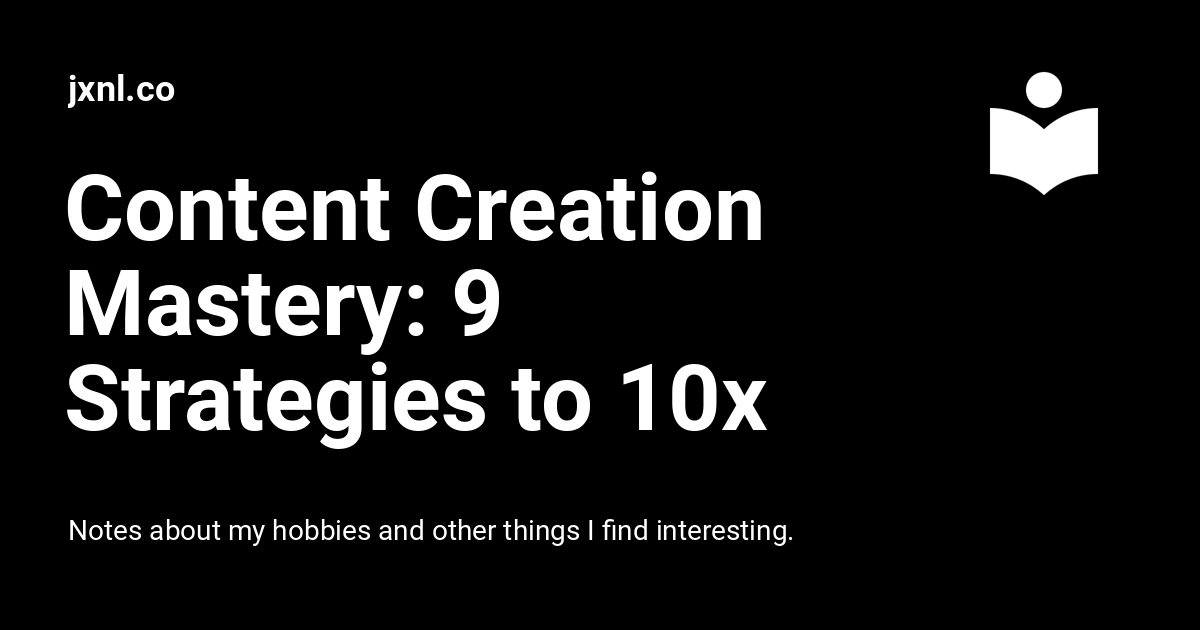 jxnl.co
Content Creation
Mastery: 9
Strategies to 10x
Notes about my hobbies and other things I find interesting.